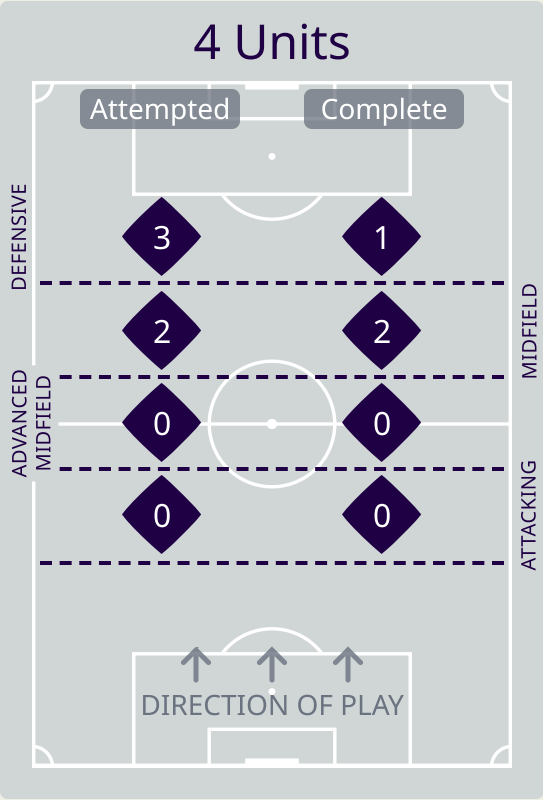 4 Units
Attempted
Complete
DEFENSIVE
3
1
MIDFIELD
2
2
ADVANCED
MIDFIELD
0
0
ATTACKING
0
0
DIRECTION OF PLAY